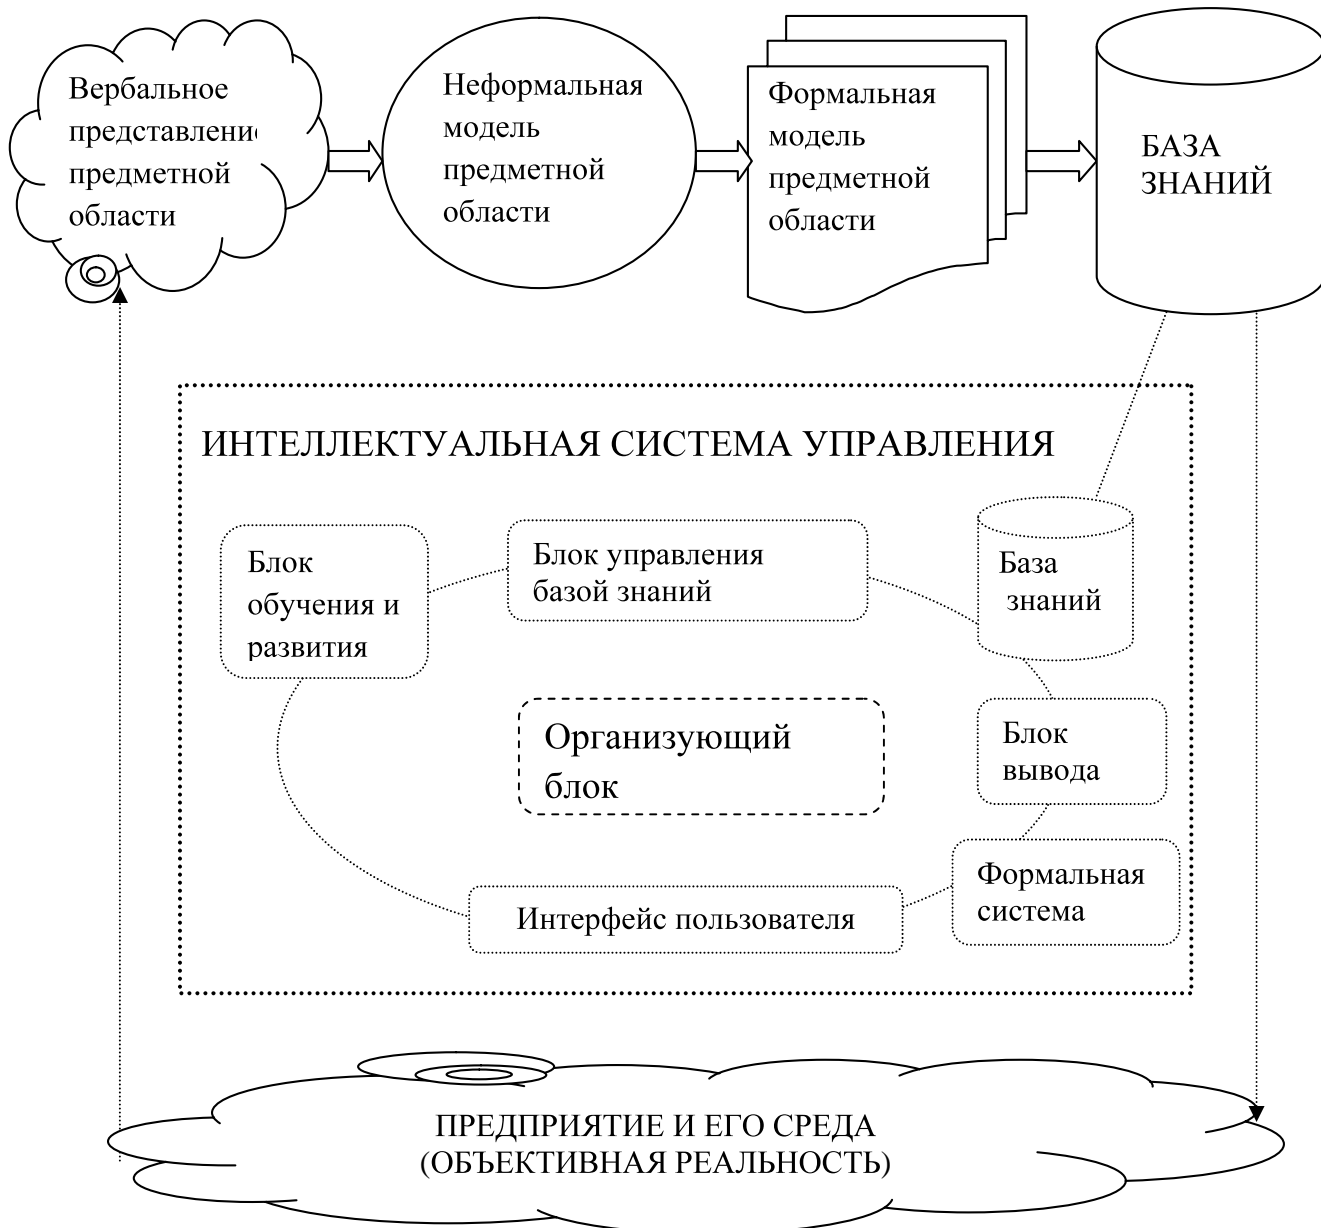 Вербальное
представление
предметной
области
Неформальная
модель
предметной
области
Формальная
модель
предметной
области
БАЗА
ЗНАНИЙ
ИНТЕЛЛЕКТУАЛЬНАЯ СИСТЕМА УПРАВЛЕНИЯ
Блок
обучения и
развития
Блок управления
базой знаний
База
знаний
Организующий
блок
Блок
вывода
Формальная
система
Интерфейс пользователя
ПРЕДПРИЯТИЕ И ЕГО СРЕДА
(ОБЪЕКТИВНАЯ РЕАЛЬНОСТЬ)